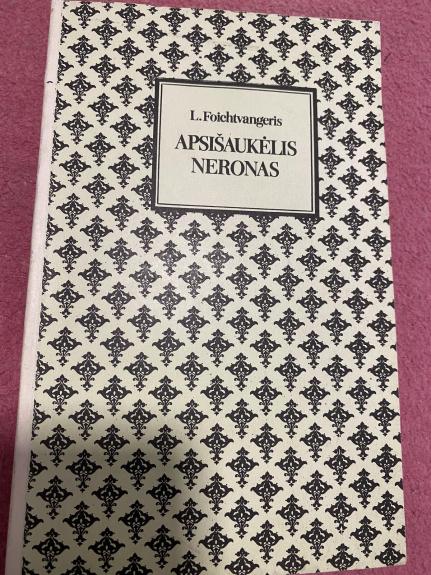 L. Foichtvangeris
APSIŠAUKĖLIS
NERONAS